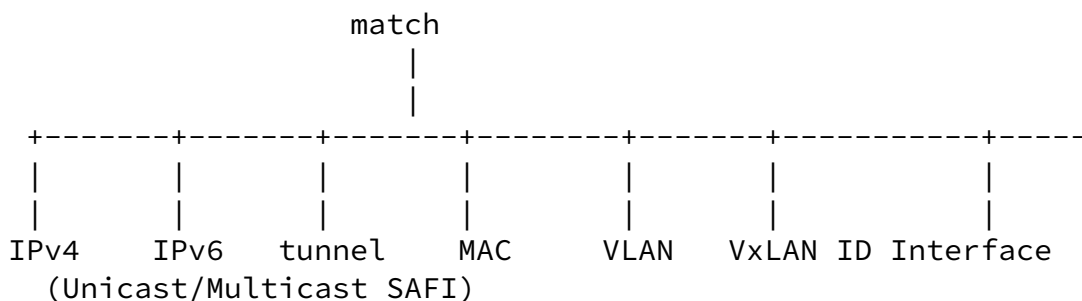 match
IPv4 IPv6 tunnel MAC VLAN VxLAN ID Interface
(Unicast/Multicast SAFI)